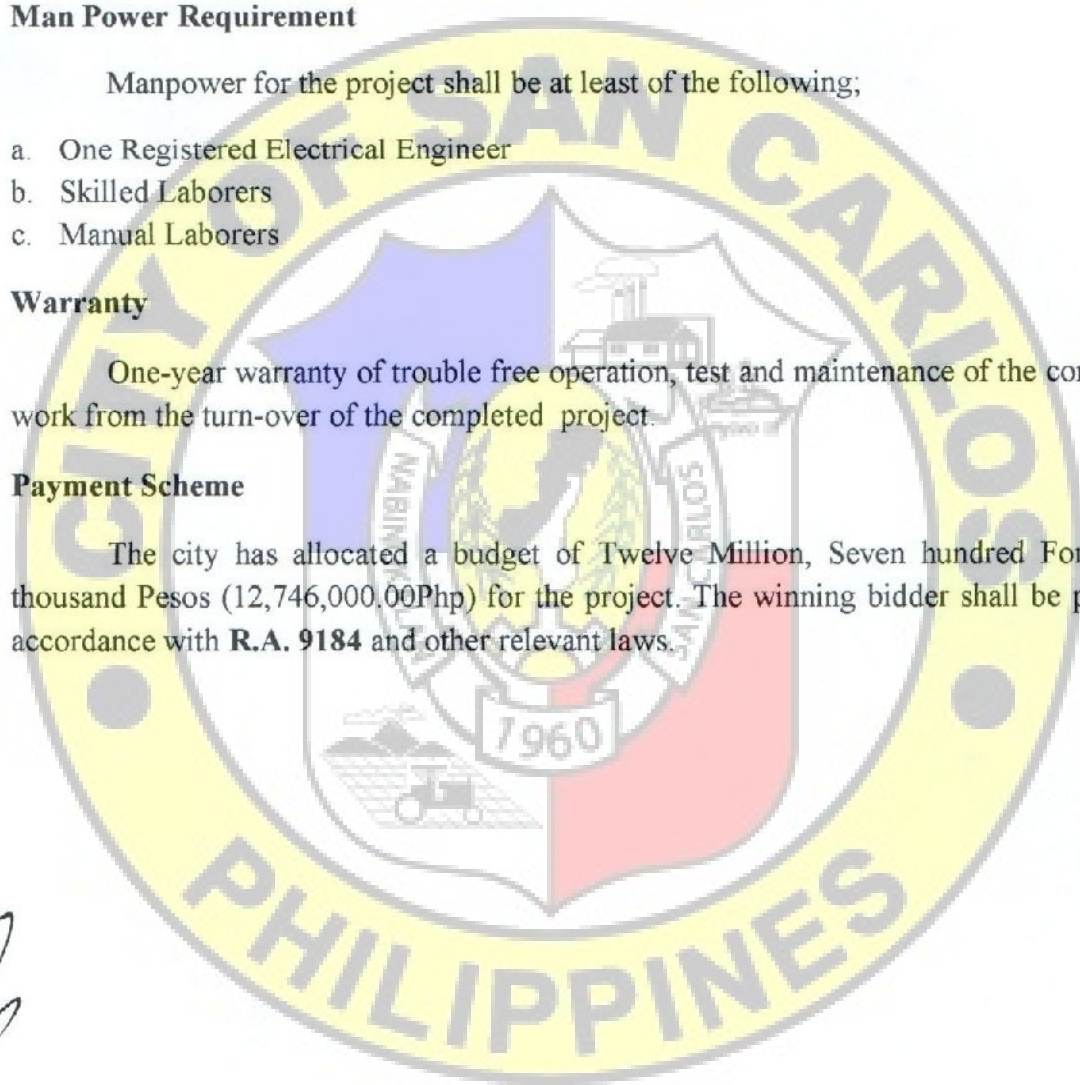 Man Power Requirement
Manpower for the project shall be at least of the following;
a. One Registered Electrical Engineer
b. Skilled Laborers
c. Manual Laborers
Warranty
One-year warranty of trouble free operation, test and maintenance of the
work from the turn-over of the completed project.
Payment Scheme
The city has allocated a budget of Twelve Million, Seven hundred
thousand Pesos (12,746,000.00Php) for the project. The winning bidder shall be
accordance with R.A. 9184 and other relevant laws.
CITY OF SAN CARLOS
SAN CARLOS
1960
PHILIPPINES